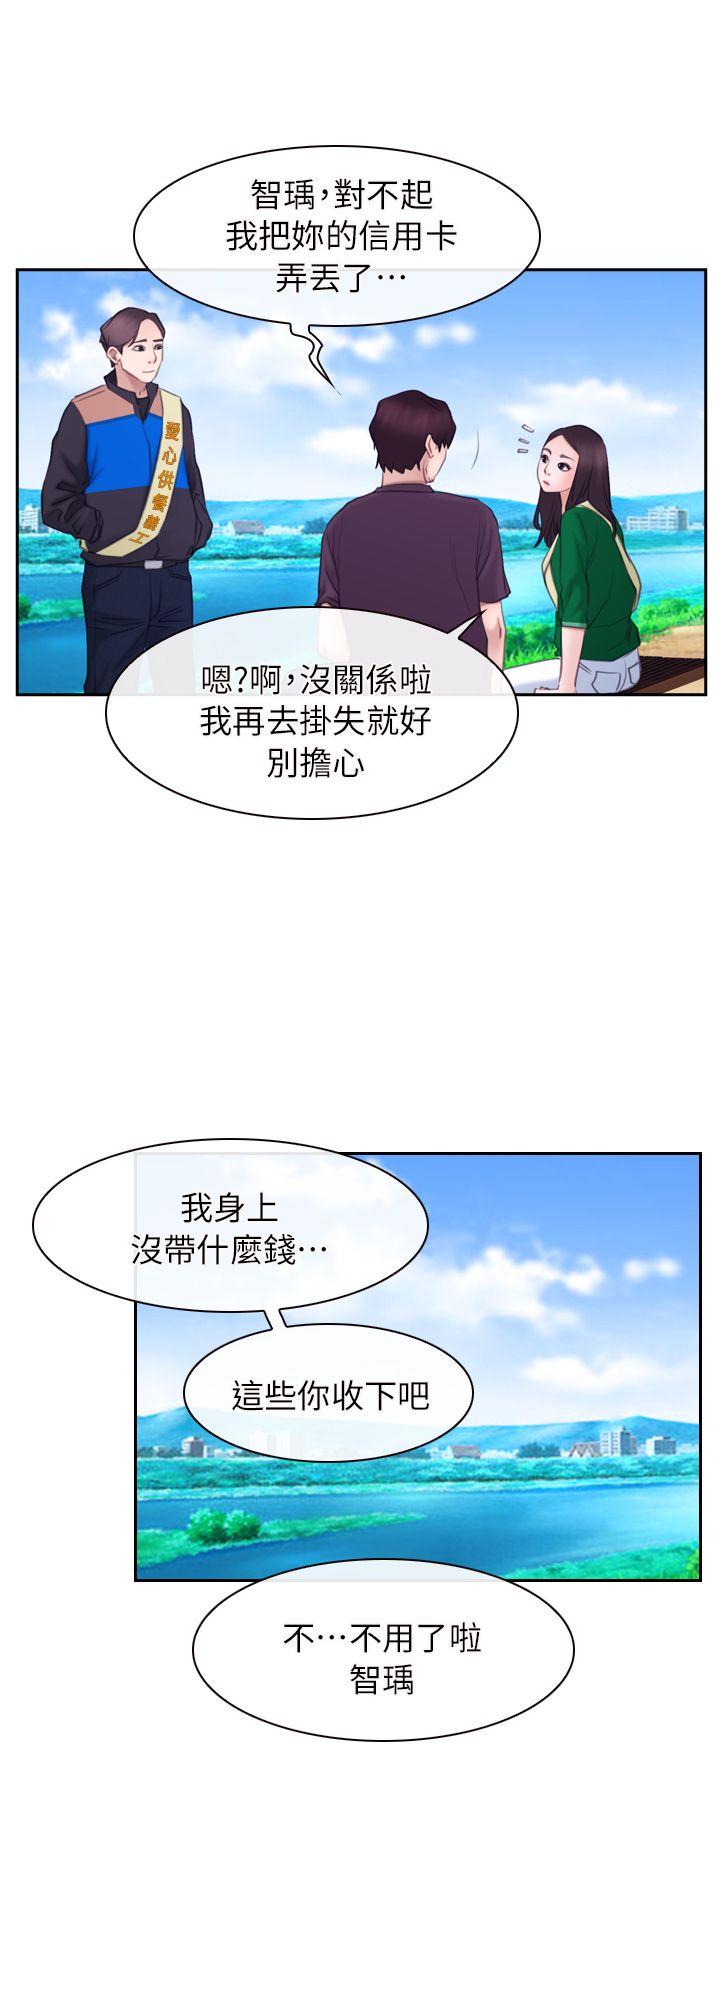 智瑀，對不起
我把妳的信用卡
弄丟了…
愛心供餐義工
嗯?啊，沒關係啦
我再去掛失就好
別擔心
我身上
沒帶什麼錢…
這些你收下吧
不…不用了啦
智瑀